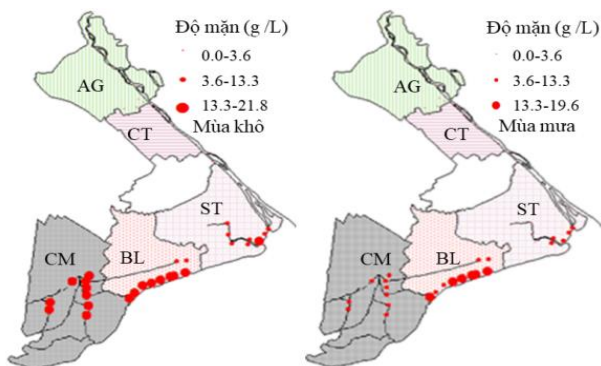 Độ mặn (g /L)
0.0-3.6
3.6-13.3
13.3-21.8
Mùa khô
AG
CT
ST
BL
CM
Độ mặn (g /L)
0.0-3.6
3.6-13.3
13.3-19.6
Mùa mưa
AG
CT
ST
BL
CM